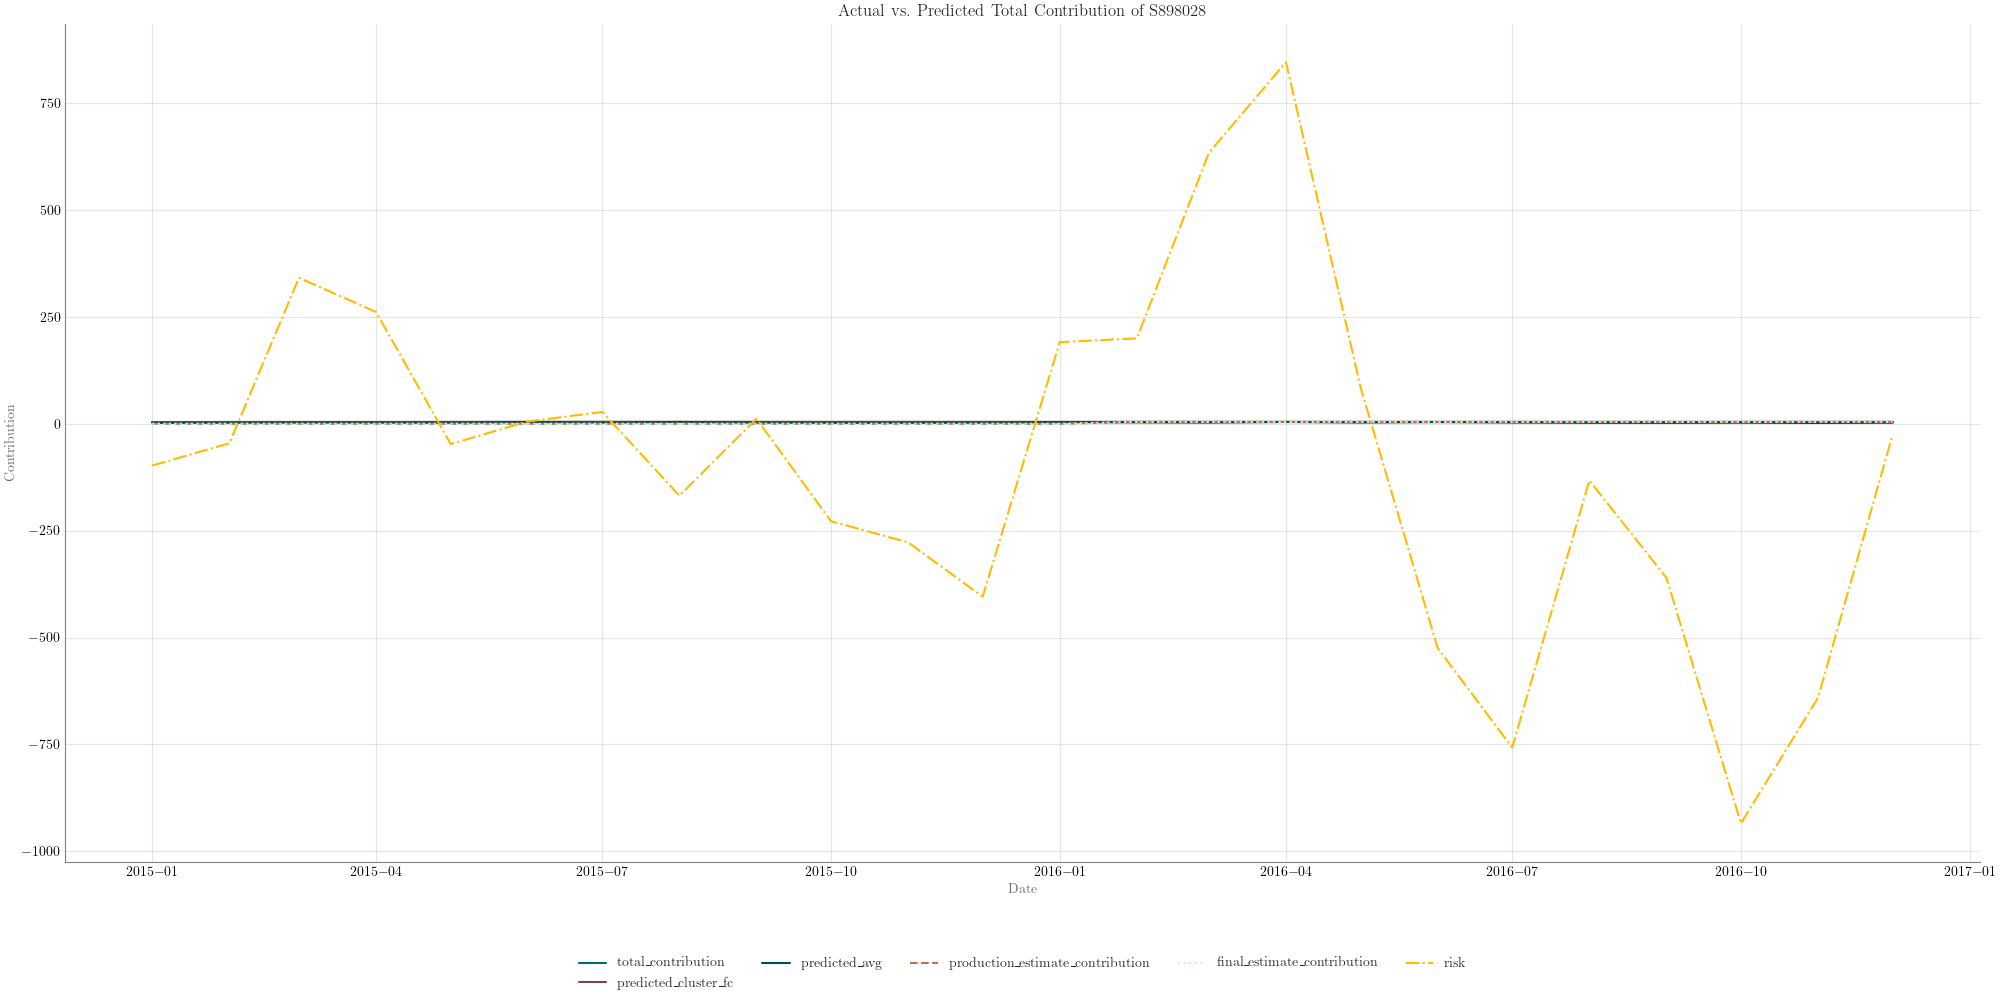 Actual vs. Predicted Total Contribution of S898028
Contribution
750
500
250
0
−250
−500
−750
−1000
2015−01 2015−04 2015−07 2015−10 2016−01 2016−04 2016−07 2016−10 2017−01
Date
total_contribution predicted_avg production_estimate_contribution final_estimate_contribution risk
predicted_cluster_fc